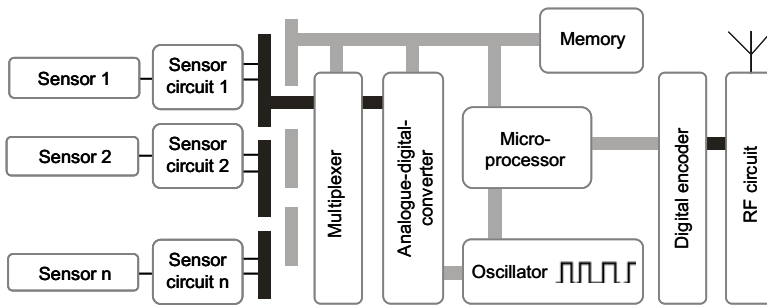 Sensor 1
Sensor
circuit 1
Sensor 2
Sensor
circuit 2
Sensor n
Sensor
circuit n
Multiplexer
Analogue-digital-
converter
Memory
Micro-
processor
Oscillator
Digital encoder
RF circuit